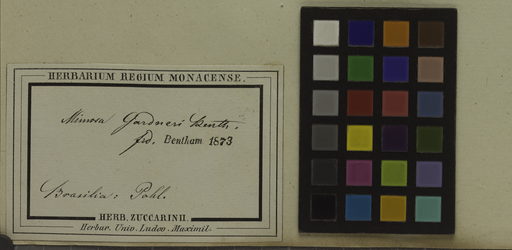 HERBARIUM REGIUM MONACENSE.
Mimosa Gardneri Benth.
fid. Bentham 1873
Brasilia: Pohl.
HERB. ZUCCARINII.
Herbar. Univ. Ludov. Maximil.